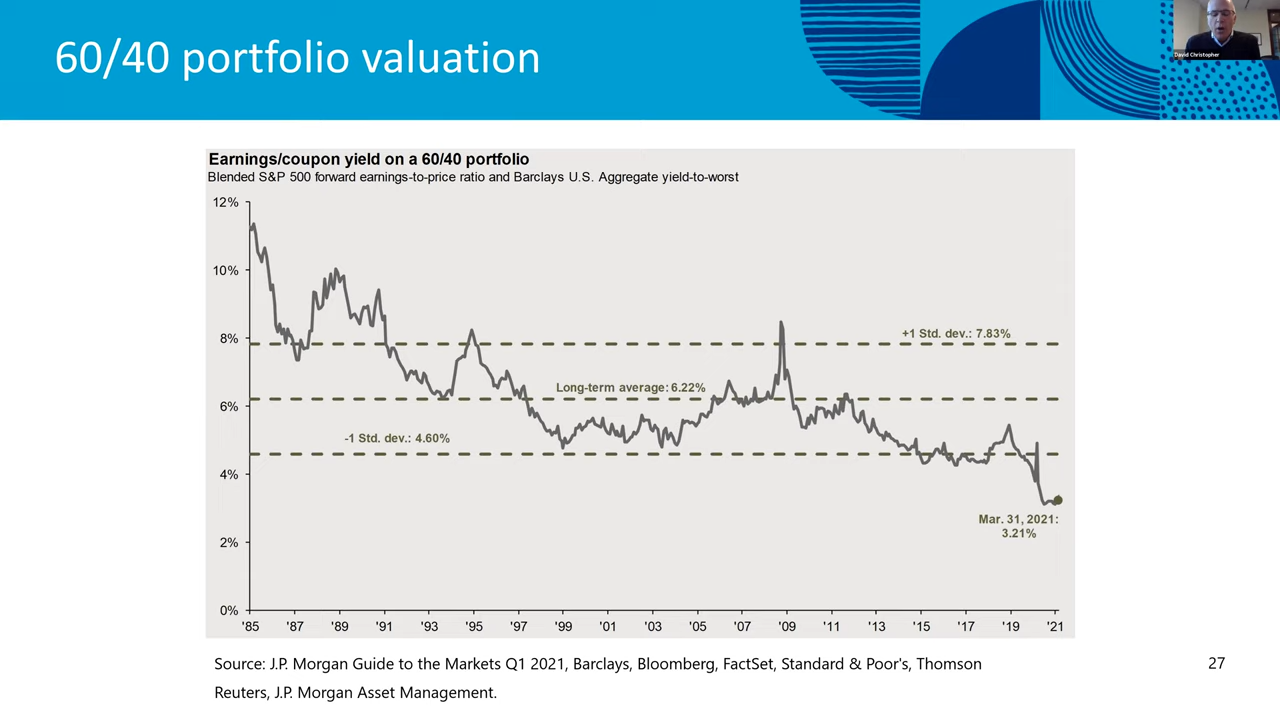 60/40 portfolio valuation
David Christopher
Earnings/coupon yield on a 60/40 portfolio
Blended S&P 500 forward earnings-to-price ratio and Barclays U.S. Aggregate yield-to-worst
12%
10%
8%
6%
4%
2%
0%
+1 Std. dev.: 7.83%
Long-term average: 6.22%
-1 Std. dev.: 4.60%
Mar. 31, 2021:
3.21%
'85 '87 '89 '91 '93 '95 '97 '99 '01 '03 '05 '07 '09 '11 '13 '15 '17 '19 '21
Source: J.P. Morgan Guide to the Markets Q1 2021, Barclays, Bloomberg, FactSet, Standard & Poor's, Thomson
Reuters, J.P. Morgan Asset Management.
27